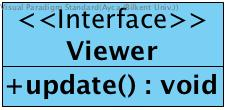 Visual Paradigm Standard(Ayca(Bilkent Univ.))
<<Interface>>
Viewer
+update() : void